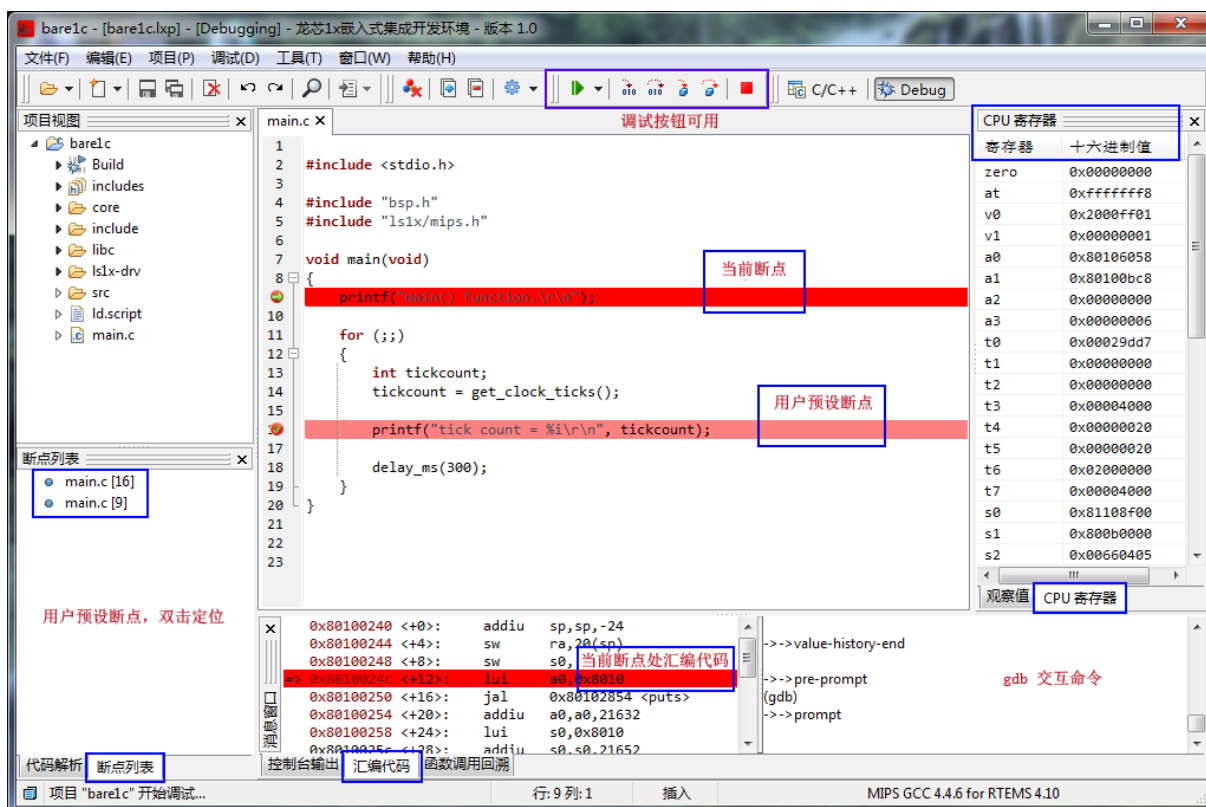 bare1c - [bare1c.lxp] - [Debugging] - 龙芯1x嵌入式集成开发环境 - 版本 1.0
文件(F) 编辑(E) 项目(P) 调试(D) 工具(T) 窗口(W) 帮助(H)
C/C++ Debug
调试按钮可用
项目视图
bare1c
Build
includes
core
include
libc
ls1x-drv
src
ld.script
main.c
断点列表
main.c [16]
main.c [9]
用户预设断点，双击定位
代码解析 断点列表
main.c
1
2 #include <stdio.h>
3
4 #include "bsp.h"
5 #include "ls1x/mips.h"
6
7 void main(void)
8 {
printf("main() function.\r\n");
10
11 for (;;)
12 {
13 int tickcount;
14 tickcount = get_clock_ticks();
15
printf("tick count = %i\r\n", tickcount);
17
18 delay_ms(300);
19 }
20 }
21
22
23
当前断点
用户预设断点
CPU 寄存器
寄存器 十六进制值
zero 0x00000000
at 0xfffffff8
v0 0x2000ff01
v1 0x00000001
a0 0x80106058
a1 0x80100bc8
a2 0x00000000
a3 0x00000006
t0 0x00029dd7
t1 0x00000000
t2 0x00000000
t3 0x00004000
t4 0x00000020
t5 0x00000020
t6 0x02000000
t7 0x00004000
s0 0x81108f00
s1 0x800b0000
s2 0x00660405
观察值 CPU 寄存器
消息窗口
0x80100240 <+0>: addiu sp,sp,-24
0x80100244 <+4>: sw ra,20(sp)
0x80100248 <+8>: sw s0,
=> 0x8010024c <+12>: lui a0,0x8010
0x80100250 <+16>: jal 0x80102854 <puts>
0x80100254 <+20>: addiu a0,a0,21632
0x80100258 <+24>: lui s0,0x8010
0x8010025c <+28>: addiu s0,s0,21652
当前断点处汇编代码
控制台输出 汇编代码 函数调用回溯
->->value-history-end
->->pre-prompt
(gdb)
->->prompt
gdb 交互命令
项目 "bare1c" 开始调试... 行: 9 列: 1 插入 MIPS GCC 4.4.6 for RTEMS 4.10